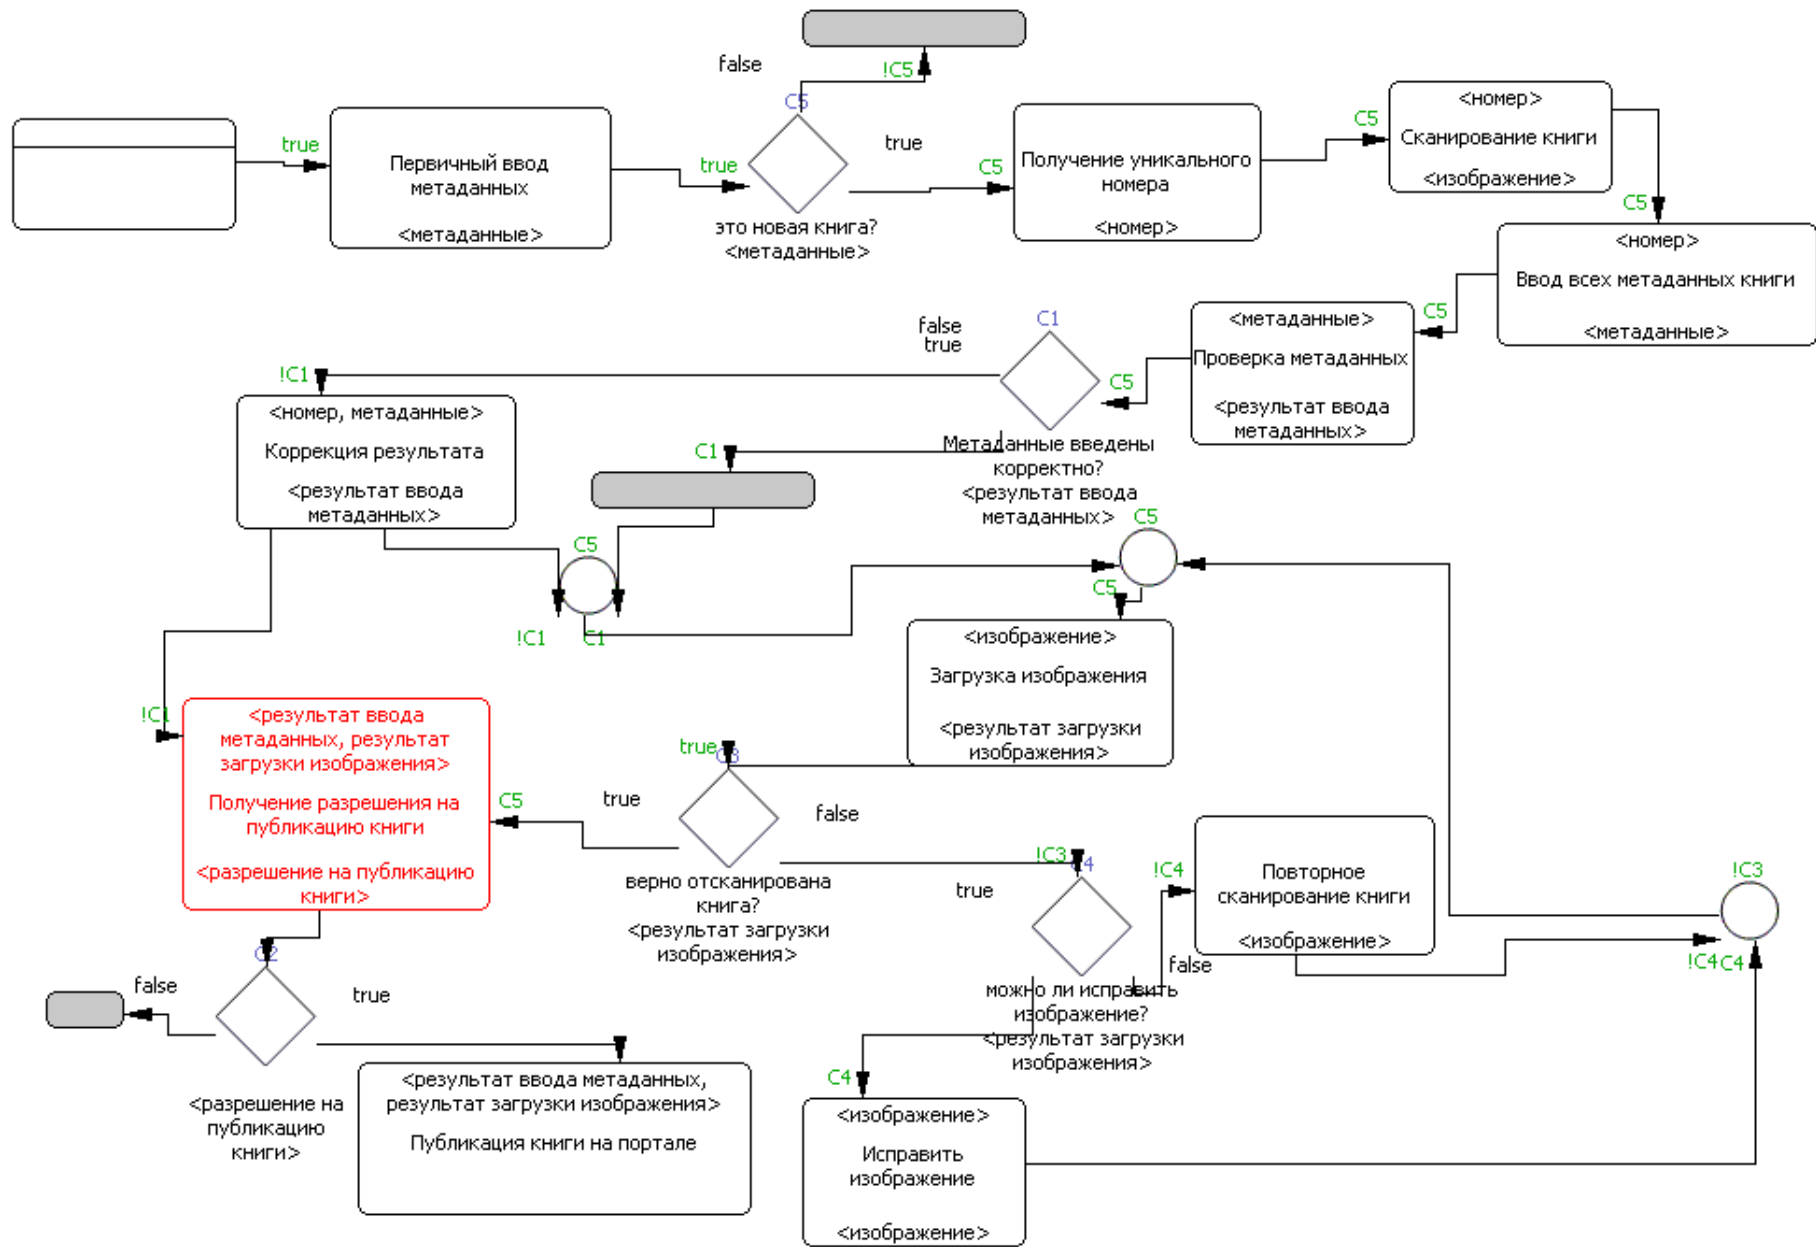 false
!C5
C5
true
Первичный ввод
метаданных
<метаданные>
true
это новая книга?
<метаданные>
true
C5
Получение уникального
номера
<номер>
C5
<номер>
Сканирование книги
<изображение>
C5
<номер>
Ввод всех метаданных книги
<метаданные>
C5
<метаданные>
Проверка метаданных
<результат ввода
метаданных>
C5
C1
false
true
Метаданные введены
корректно?
<результат ввода
метаданных>
!C1
<номер, метаданные>
Коррекция результата
<результат ввода
метаданных>
C1
C5
!C1
C1
C5
C5
<изображение>
Загрузка изображения
<результат загрузки
изображения>
!C1
<результат ввода
метаданных, результат
загрузки изображения>
Получение разрешения на
публикацию книги
<разрешение на публикацию
книги>
true
C3
C5
true
false
верно отсканирована
книга?
<результат загрузки
изображения>
!C3
C4
true
false
можно ли исправить
изображение?
<результат загрузки
изображения>
!C4
Повторное
сканирование книги
<изображение>
!C3
!C4
C4
C2
false
true
<разрешение на
публикацию
книги>
<результат ввода метаданных,
результат загрузки изображения>
Публикация книги на портале
C4
<изображение>
Исправить
изображение
<изображение>